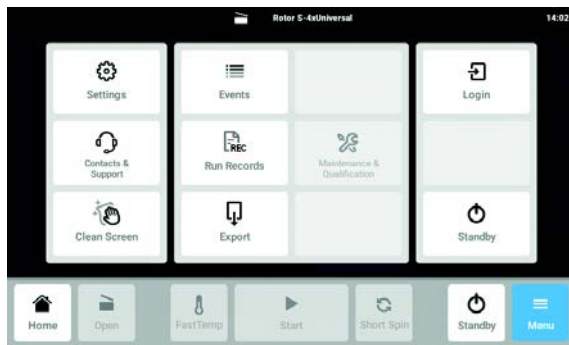 Rotor S-4xUniversal
14:02
Settings
Events
Login
Contacts &
Support
REC
Run Records
Maintenance &
Qualification
Clean Screen
Export
Standby
Home
Open
FastTemp
Start
Short Spin
Standby
Menu